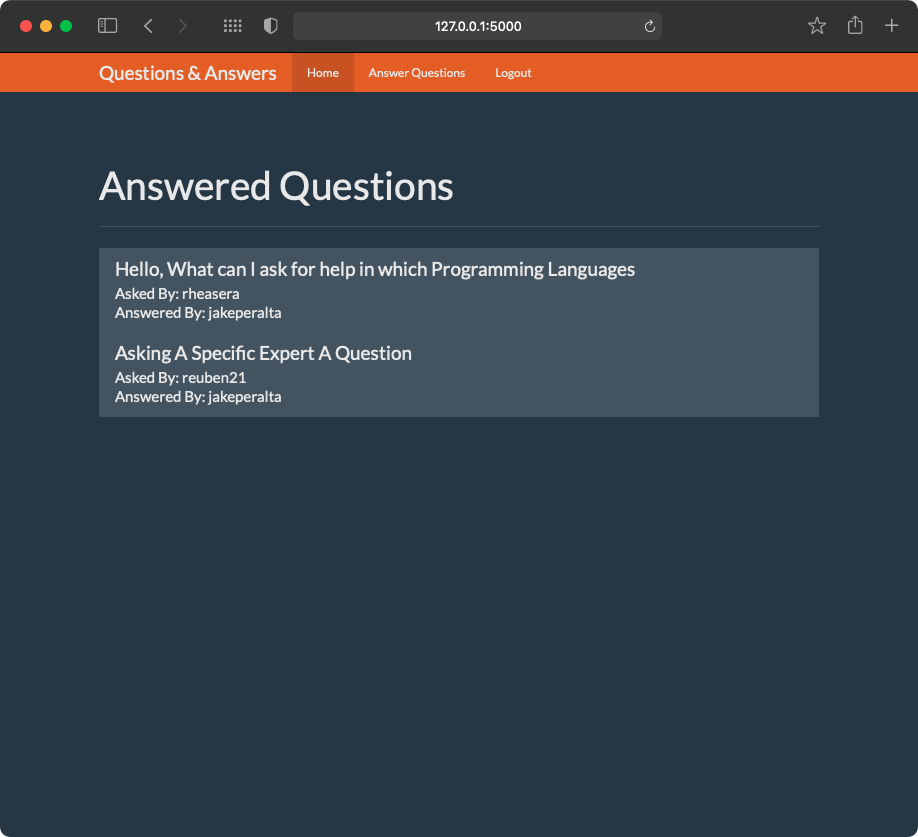 127.0.0.1:5000
Questions & Answers Home Answer Questions Logout
Answered Questions
Hello, What can I ask for help in which Programming Languages
Asked By: rheasera
Answered By: jakeperalta
Asking A Specific Expert A Question
Asked By: reuben21
Answered By: jakeperalta